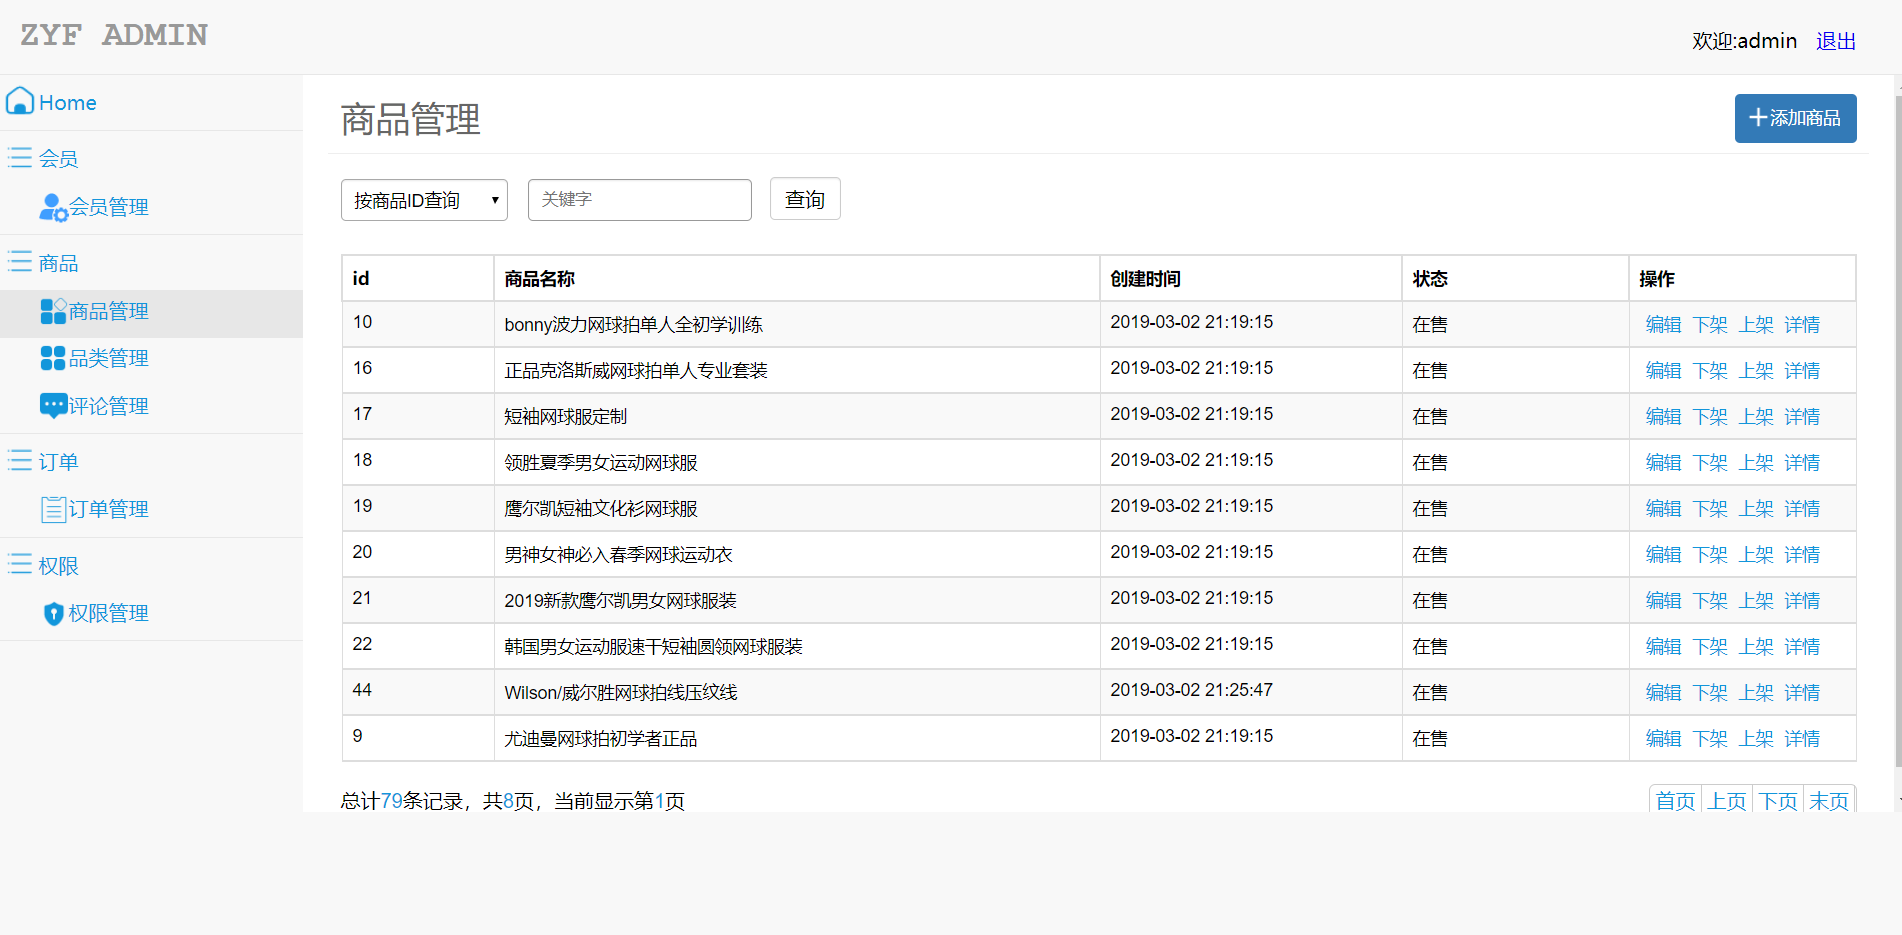 ZYF ADMIN
欢迎:admin 退出
Home
会员
会员管理
商品
商品管理
品类管理
评论管理
订单
订单管理
权限
权限管理
商品管理
添加商品
按商品ID查询 关键字 查询
id 商品名称 创建时间 状态 操作
10 bonny波力网球拍单人全初学训练 2019-03-02 21:19:15 在售 编辑 下架 上架 详情
16 正品克洛斯威网球拍单人专业套装 2019-03-02 21:19:15 在售 编辑 下架 上架 详情
17 短袖网球服定制 2019-03-02 21:19:15 在售 编辑 下架 上架 详情
18 领胜夏季男女运动网球服 2019-03-02 21:19:15 在售 编辑 下架 上架 详情
19 鹰尔凯短袖文化衫网球服 2019-03-02 21:19:15 在售 编辑 下架 上架 详情
20 男神女神必入春季网球运动衣 2019-03-02 21:19:15 在售 编辑 下架 上架 详情
21 2019新款鹰尔凯男女网球服装 2019-03-02 21:19:15 在售 编辑 下架 上架 详情
22 韩国男女运动服速干短袖圆领网球服装 2019-03-02 21:19:15 在售 编辑 下架 上架 详情
44 Wilson/威尔胜网球拍线压纹线 2019-03-02 21:25:47 在售 编辑 下架 上架 详情
9 尤迪曼网球拍初学者正品 2019-03-02 21:19:15 在售 编辑 下架 上架 详情
总计79条记录，共8页，当前显示第1页
首页 上页 下页 末页